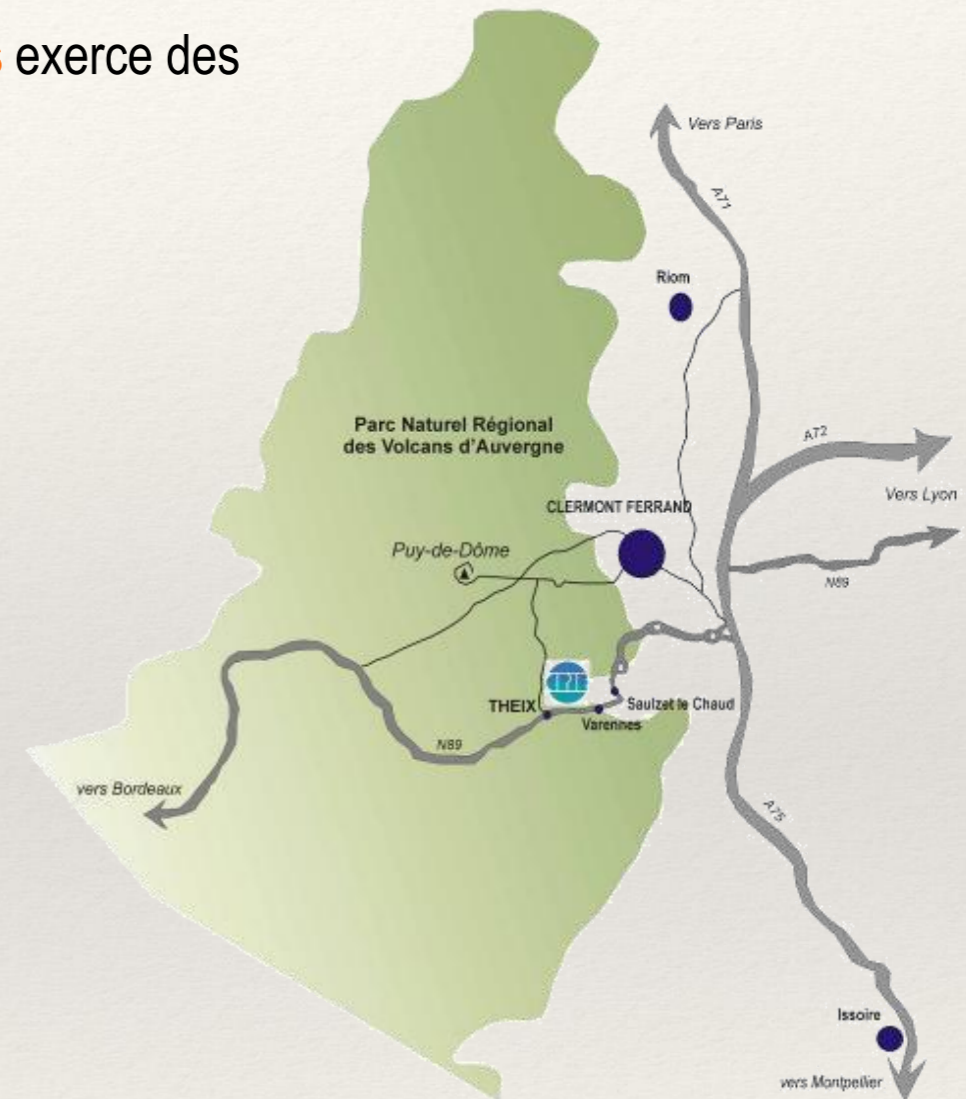 s exerce des
Vers Paris
A71
Riom
Parc Naturel Régional
des Volcans d'Auvergne
A72
Vers Lyon
CLERMONT FERRAND
Puy-de-Dôme
N89
CPIE
THEIX
Saulzet le Chaud
Varennes
N89
vers Bordeaux
A75
Issoire
vers Montpellier